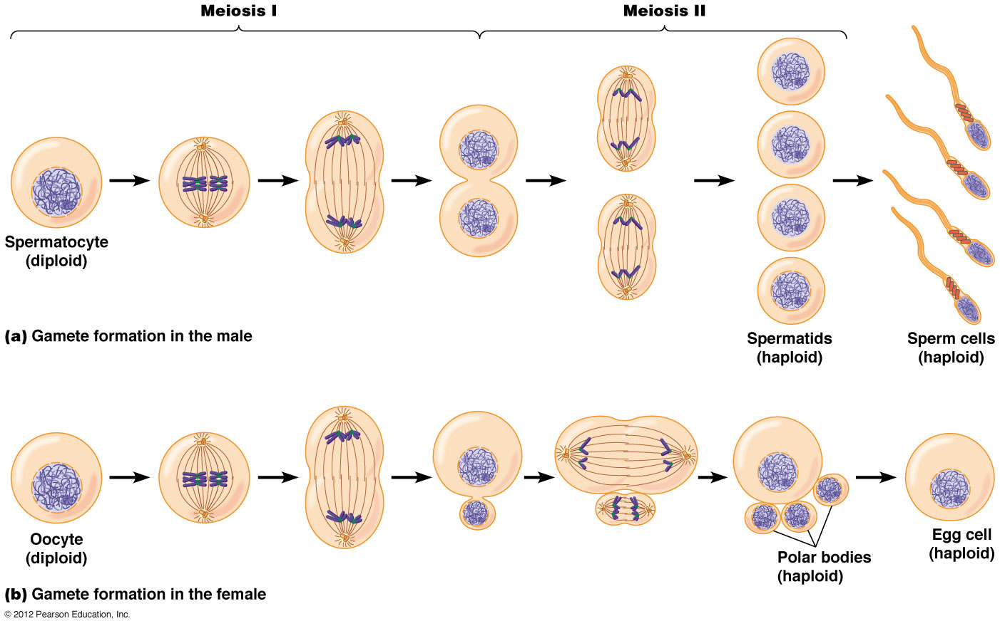 Meiosis I
Meiosis II
Spermatocyte
(diploid)
Spermatids
(haploid)
Sperm cells
(haploid)
(a) Gamete formation in the male
Oocyte
(diploid)
Polar bodies
(haploid)
Egg cell
(haploid)
(b) Gamete formation in the female
© 2012 Pearson Education, Inc.